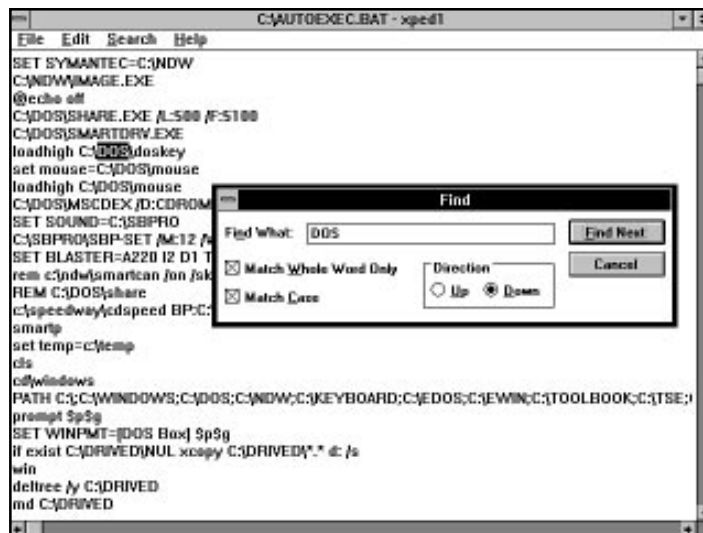 C:\AUTOEXEC.BAT - xped1
File Edit Search Help
SET SYMANTEC=C:\NDW
C:\NDW\IMAGE.EXE
@echo off
C:\DOS\SHARE.EXE /L:500 /F:5100
C:\DOS\SMARTDRV.EXE
loadhigh C:\DOS\doskey
set mouse=C:\DOS\mouse
loadhigh C:\DOS\mouse
C:\DOS\MSCDEX /D:CDROM
SET SOUND=C:\SBPRO
C:\SBPRO\SBP-SET /M:12 /
SET BLASTER=A220 I2 D1 T
rem c:\ndw\smartcan /on /sk
REM C:\DOS\share
c:\speedway\cdspeed BP:C:
smartp
set temp=c:\temp
cls
cd\windows
PATH C:\;C:\WINDOWS;C:\DOS;C:\NDW;C:\KEYBOARD;C:\EDOS;C:\EWIN;C:\TOOLBOOK;C:\TSE;
prompt $p$g
SET WINPMT=[DOS Box] $p$g
if exist C:\DRIVED\NUL xcopy C:\DRIVED\*.* d: /s
win
deltree /y C:\DRIVED
md C:\DRIVED
Find
Find What: DOS
Find Next
Match Whole Word Only
Direction
Cancel
Match Case
Up Down